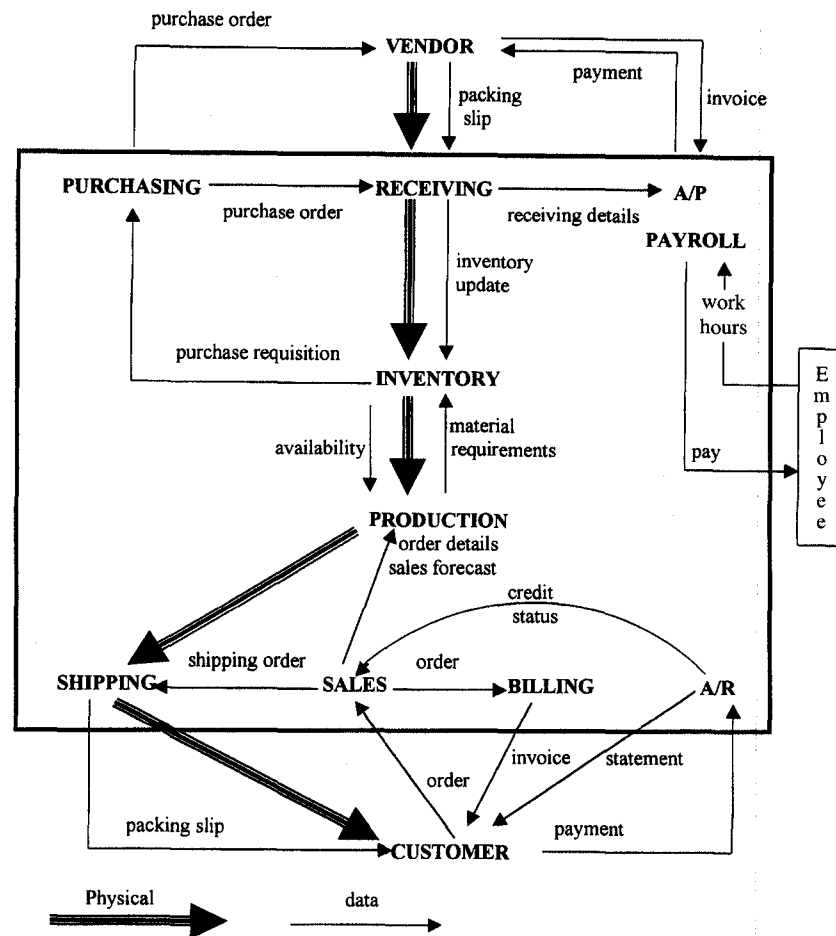 purchase order
VENDOR
payment
packing
slip
invoice
PURCHASING
RECEIVING
A/P
purchase order
receiving details
PAYROLL
inventory
update
work
hours
purchase requisition
INVENTORY
Employee
availability
material
requirements
pay
PRODUCTION
order details
sales forecast
credit
status
shipping order
order
SHIPPING
SALES
BILLING
A/R
order
invoice
statement
packing slip
payment
CUSTOMER
Physical
data